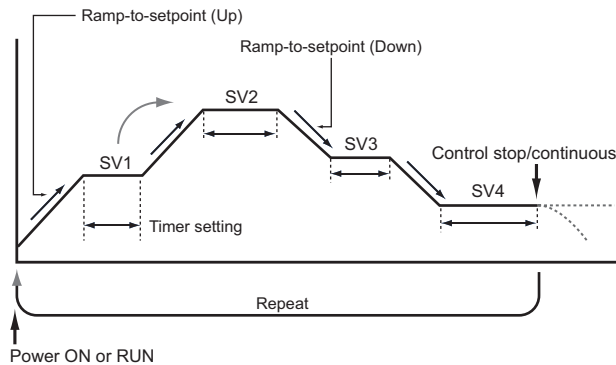 Ramp-to-setpoint (Up)
Ramp-to-setpoint (Down)
SV2
SV1
SV3
Control stop/continuous
SV4
Timer setting
Repeat
Power ON or RUN